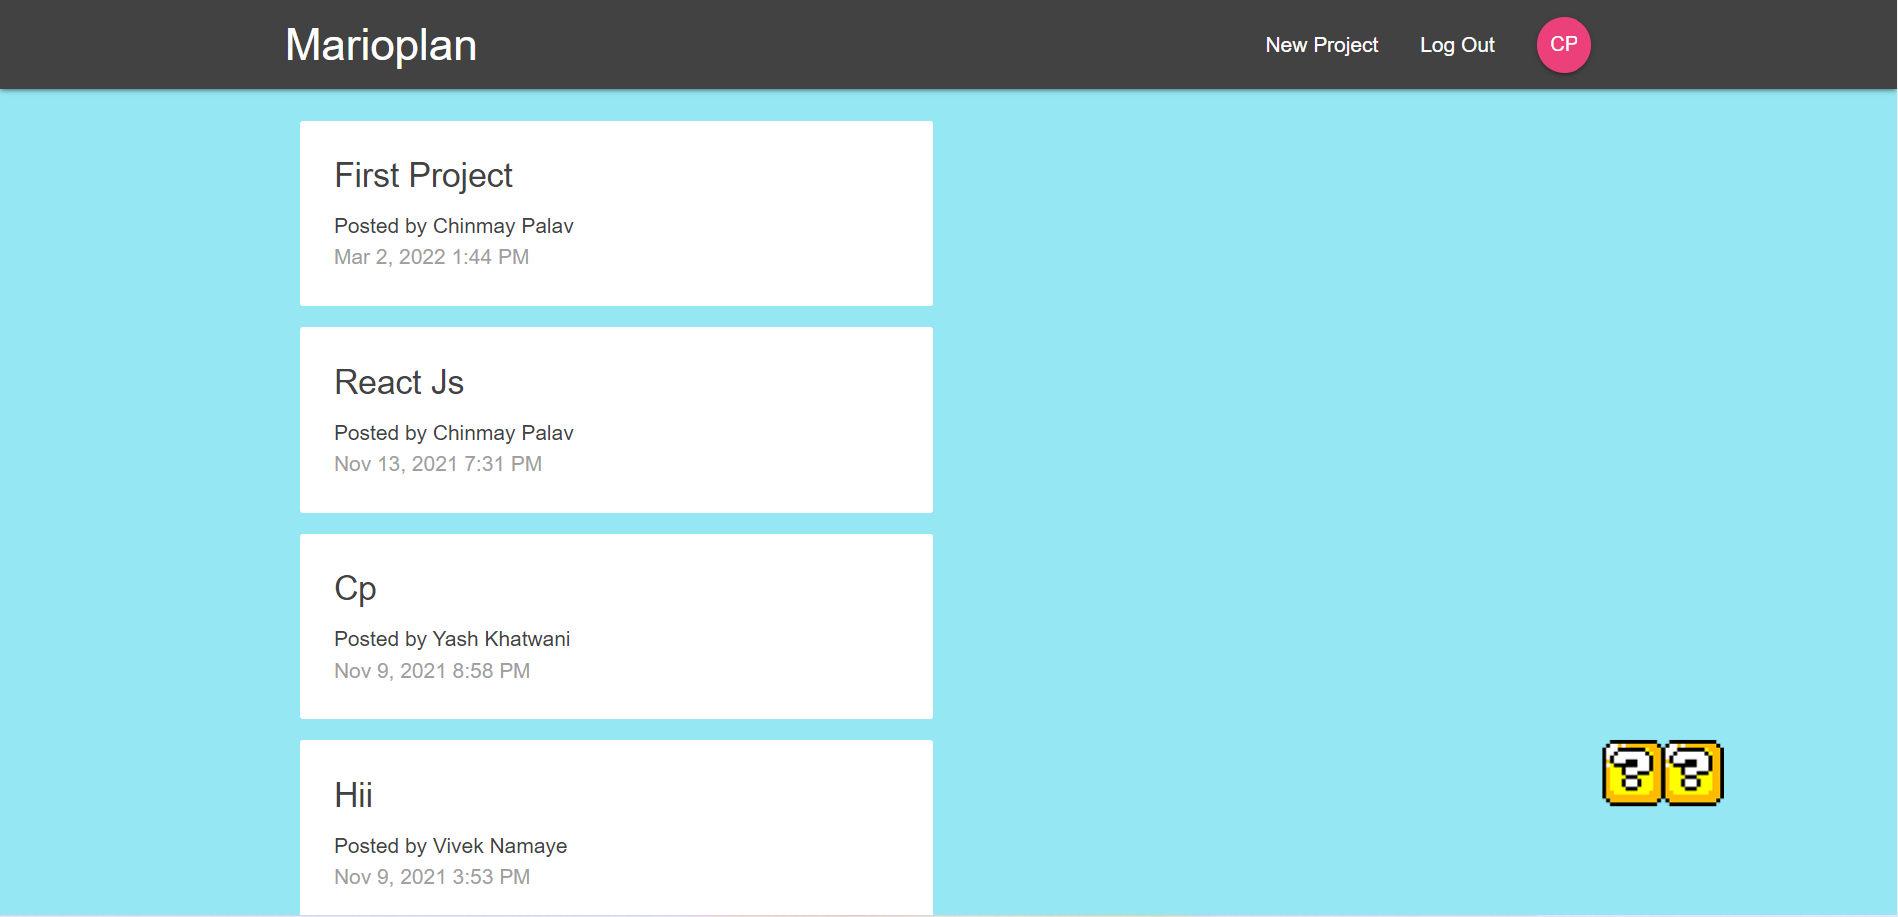 Marioplan
New Project
Log Out
CP
First Project
Posted by Chinmay Palav
Mar 2, 2022 1:44 PM
React Js
Posted by Chinmay Palav
Nov 13, 2021 7:31 PM
Cp
Posted by Yash Khatwani
Nov 9, 2021 8:58 PM
Hii
Posted by Vivek Namaye
Nov 9, 2021 3:53 PM
? ?